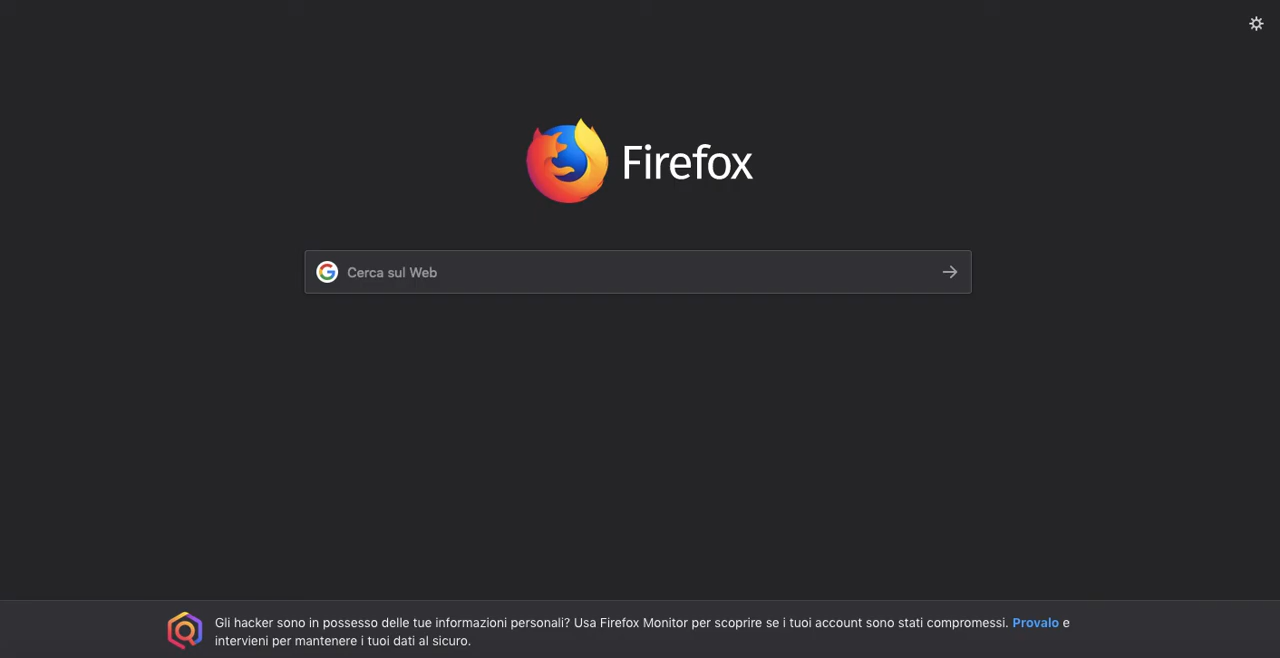 Firefox
Cerca sul Web
Gli hacker sono in possesso delle tue informazioni personali? Usa Firefox Monitor per scoprire se i tuoi account sono stati compromessi. Provalo e
intervieni per mantenere i tuoi dati al sicuro.